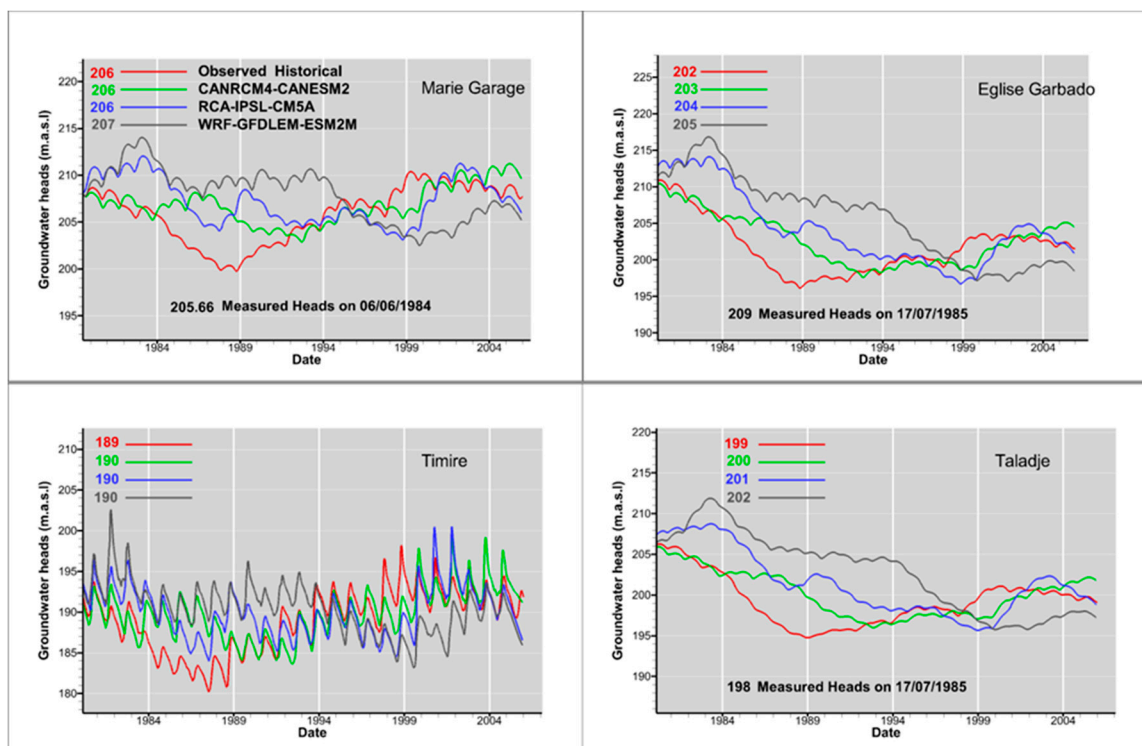 220
215
210
205
200
195
Groundwater heads (m.a.s.l)
206 Observed Historical
206 CANRCM4-CANESM2
206 RCA-IPSL-CM5A
207 WRF-GFDLEM-ESM2M
Marie Garage
205.66 Measured Heads on 06/06/1984
1984 1989 1994 1999 2004
Date
225
220
215
210
205
200
195
190
Groundwater heads (m.a.s.l)
202
203
204
205
Eglise Garbado
209 Measured Heads on 17/07/1985
1984 1989 1994 1999 2004
Date
210
205
200
195
190
185
180
Groundwater heads (m.a.s.l)
189
190
190
190
Timire
1984 1989 1994 1999 2004
Date
220
215
210
205
200
195
190
Groundwater heads (m.a.s.l)
199
200
201
202
Taladje
198 Measured Heads on 17/07/1985
1984 1989 1994 1999 2004
Date